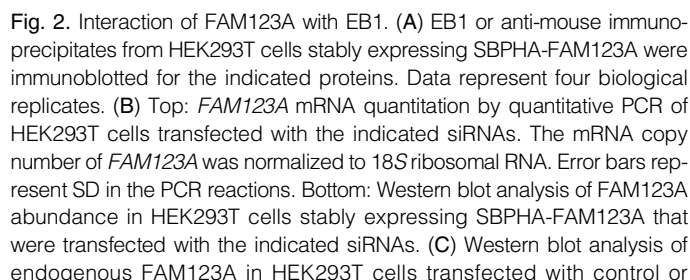 Fig. 2. Interaction of FAM123A with EB1. (A) EB1 or anti-mouse immuno-
precipitates from HEK293T cells stably expressing SBPHA-FAM123A were
immunoblotted for the indicated proteins. Data represent four biological
replicates. (B) Top: FAM123A mRNA quantitation by quantitative PCR of
HEK293T cells transfected with the indicated siRNAs. The mRNA copy
number of FAM123A was normalized to 18S ribosomal RNA. Error bars rep-
resent SD in the PCR reactions. Bottom: Western blot analysis of FAM123A
abundance in HEK293T cells stably expressing SBPHA-FAM123A that
were transfected with the indicated siRNAs. (C) Western blot analysis of
endogenous FAM123A in HEK293T cells transfected with control or